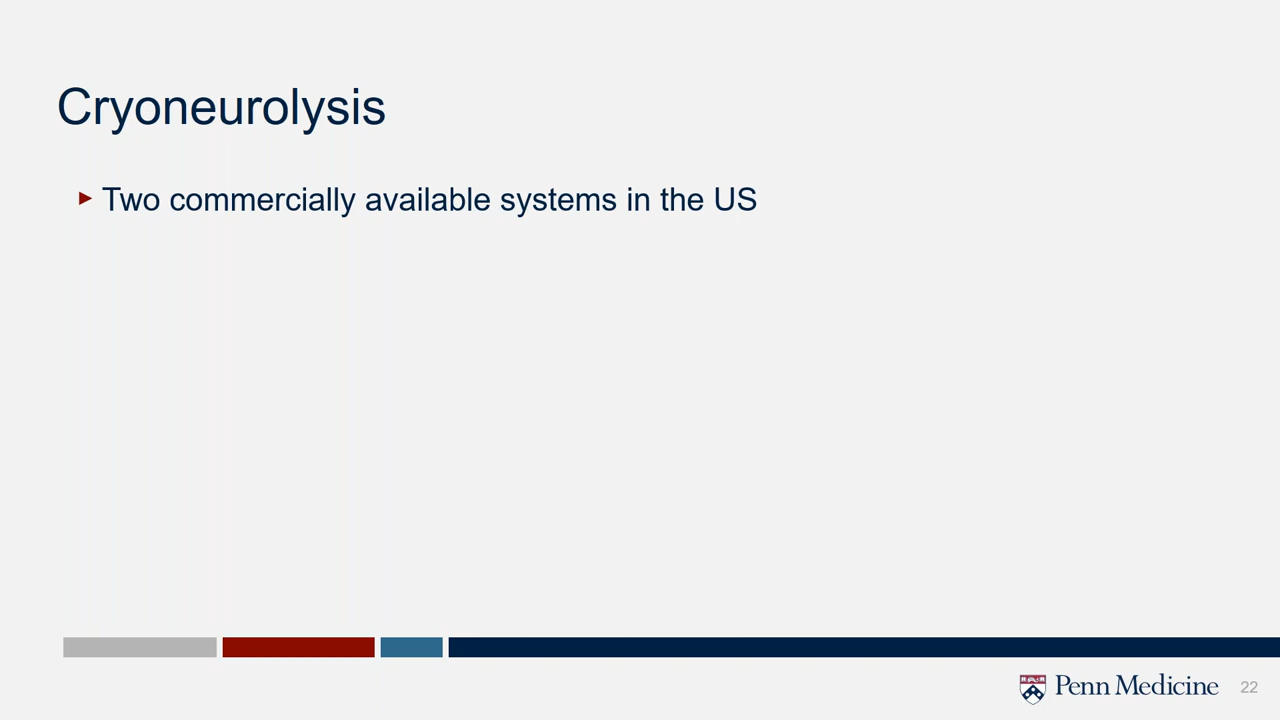 Cryoneurolysis
Two commercially available systems in the US
Penn Medicine
22